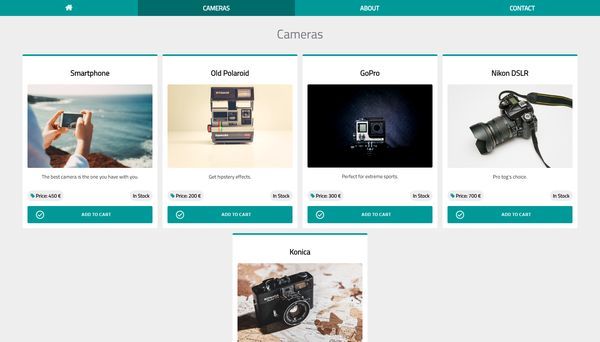 CAMERAS ABOUT CONTACT
Cameras
Smartphone
The best camera is the one you have with you.
Price: 450 € In Stock
ADD TO CART
Old Polaroid
Get hipstery effects.
Price: 200 € In Stock
ADD TO CART
GoPro
Perfect for extreme sports.
Price: 300 € In Stock
ADD TO CART
Nikon DSLR
Pro tog's choice.
Price: 700 € In Stock
ADD TO CART
Konica